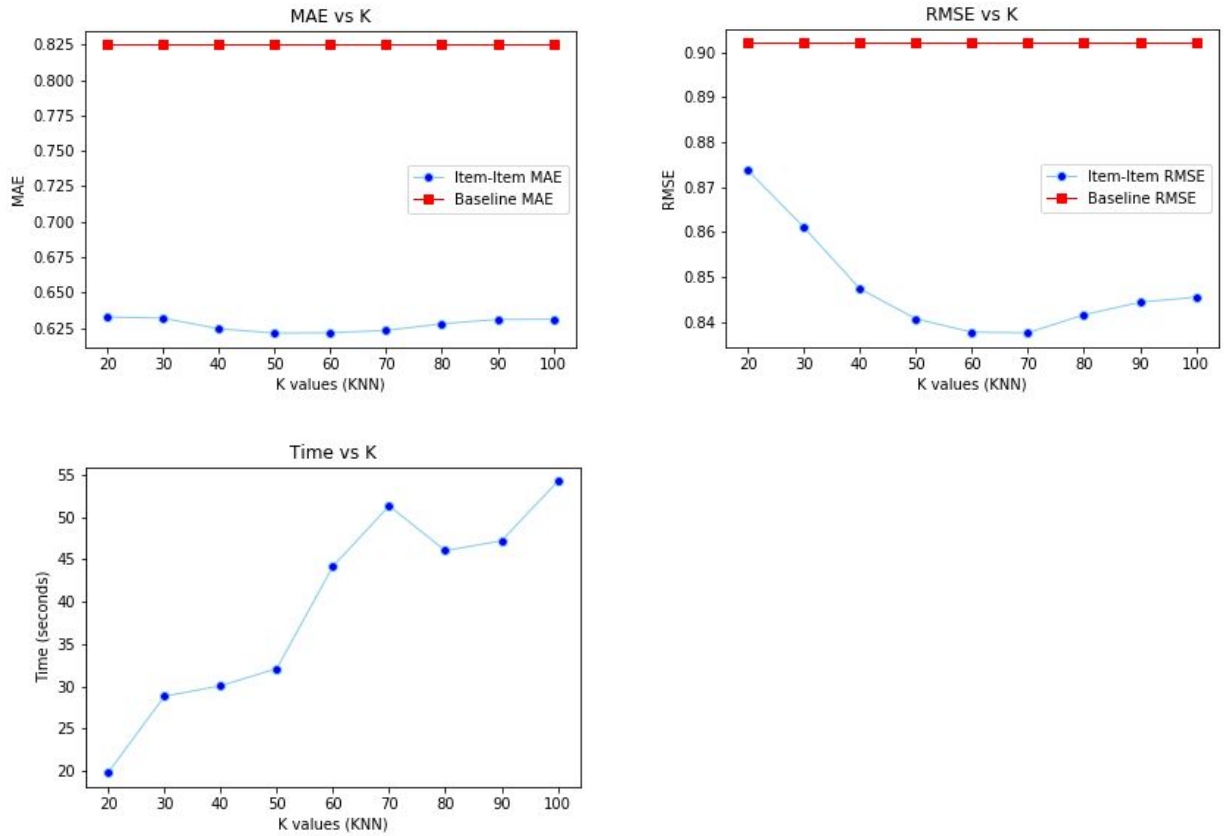 MAE vs K
0.825
0.800
0.775
0.750
0.725
0.700
0.675
0.650
0.625
MAE
Item-Item MAE
Baseline MAE
20 30 40 50 60 70 80 90 100
K values (KNN)
RMSE vs K
0.90
0.89
0.88
0.87
0.86
0.85
0.84
RMSE
Item-Item RMSE
Baseline RMSE
20 30 40 50 60 70 80 90 100
K values (KNN)
Time vs K
55
50
45
40
35
30
25
20
Time (seconds)
20 30 40 50 60 70 80 90 100
K values (KNN)